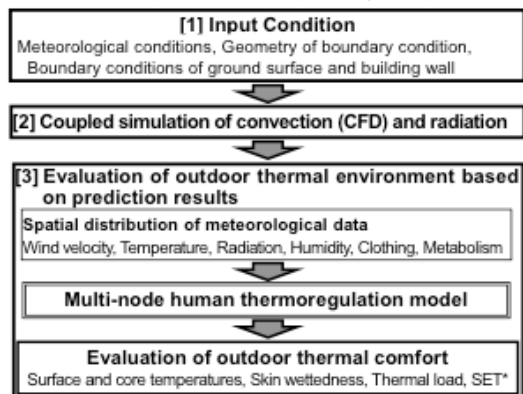 [1] Input Condition
Meteorological conditions, Geometry of boundary condition,
Boundary conditions of ground surface and building wall
[2] Coupled simulation of convection (CFD) and radiation
[3] Evaluation of outdoor thermal environment based
on prediction results
Spatial distribution of meteorological data
Wind velocity, Temperature, Radiation, Humidity, Clothing, Metabolism
Multi-node human thermoregulation model
Evaluation of outdoor thermal comfort
Surface and core temperatures, Skin wettedness, Thermal load, SET*